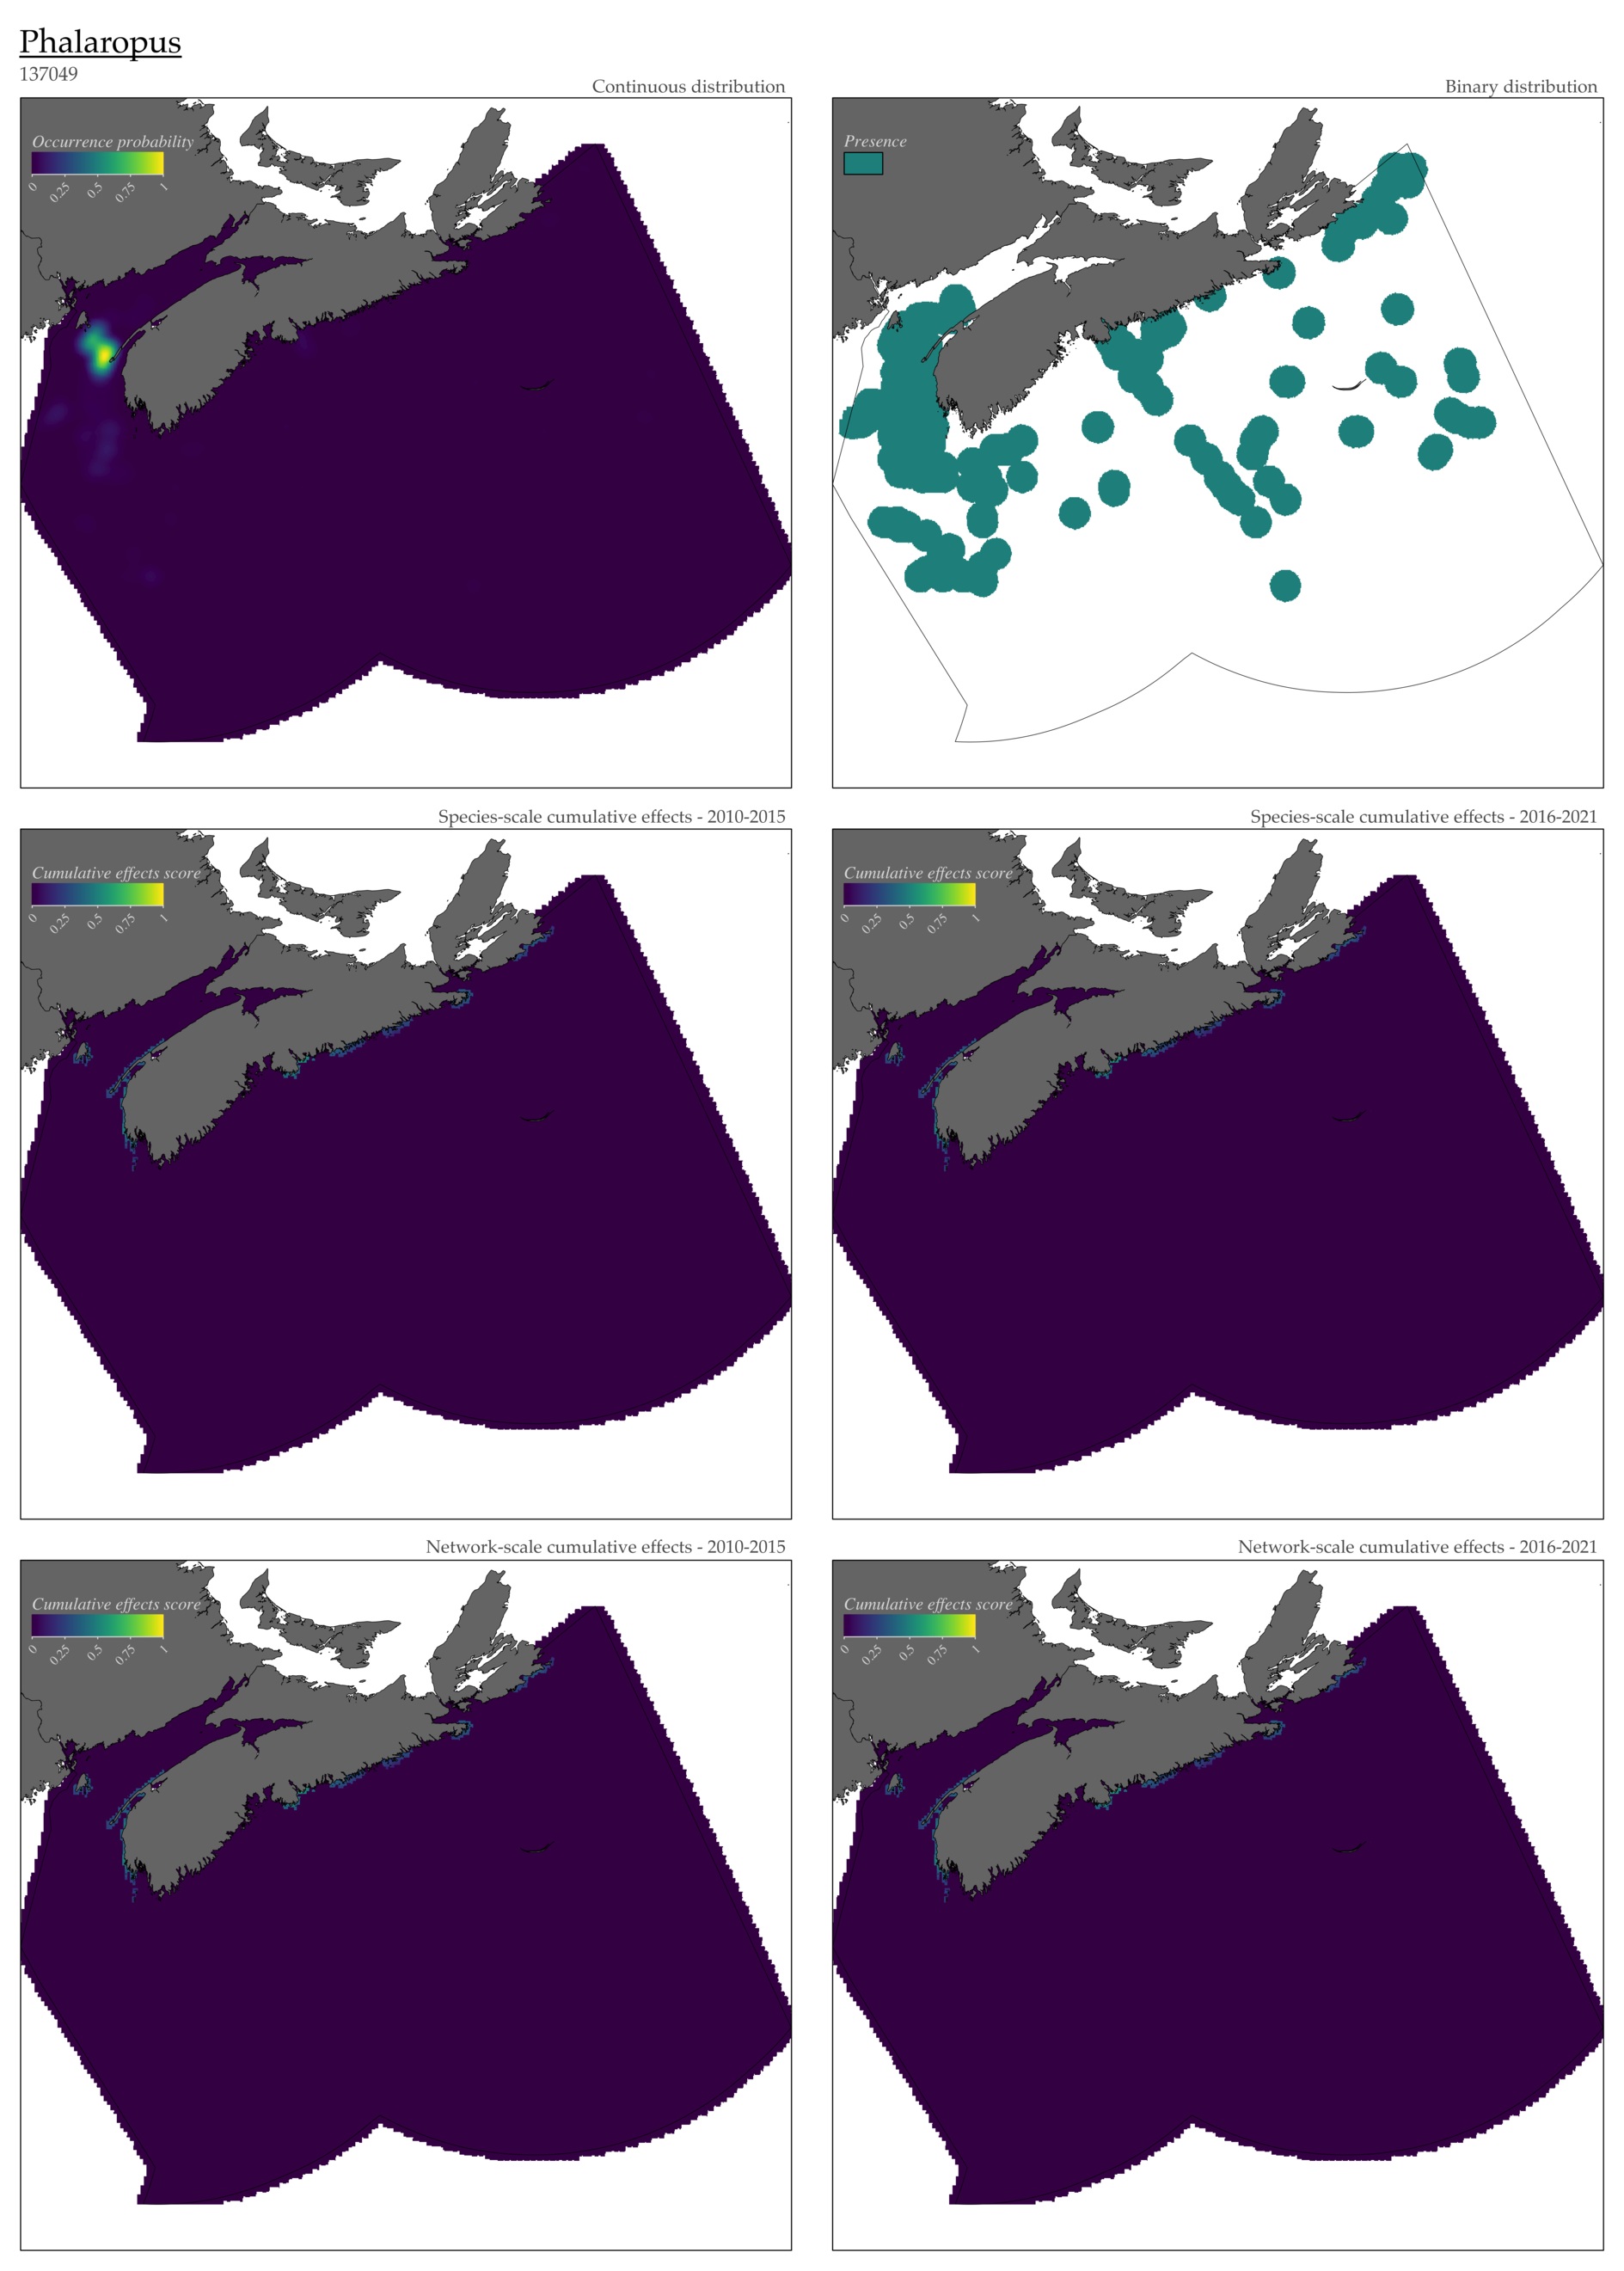 Phalaropus
137049
Continuous distribution
Occurrence probability
0 0.25 0.5 0.75 1
Binary distribution
Presence
Species-scale cumulative effects - 2010-2015
Cumulative effects score
0 0.25 0.5 0.75 1
Species-scale cumulative effects - 2016-2021
Cumulative effects score
0 0.25 0.5 0.75 1
Network-scale cumulative effects - 2010-2015
Cumulative effects score
0 0.25 0.5 0.75 1
Network-scale cumulative effects - 2016-2021
Cumulative effects score
0 0.25 0.5 0.75 1